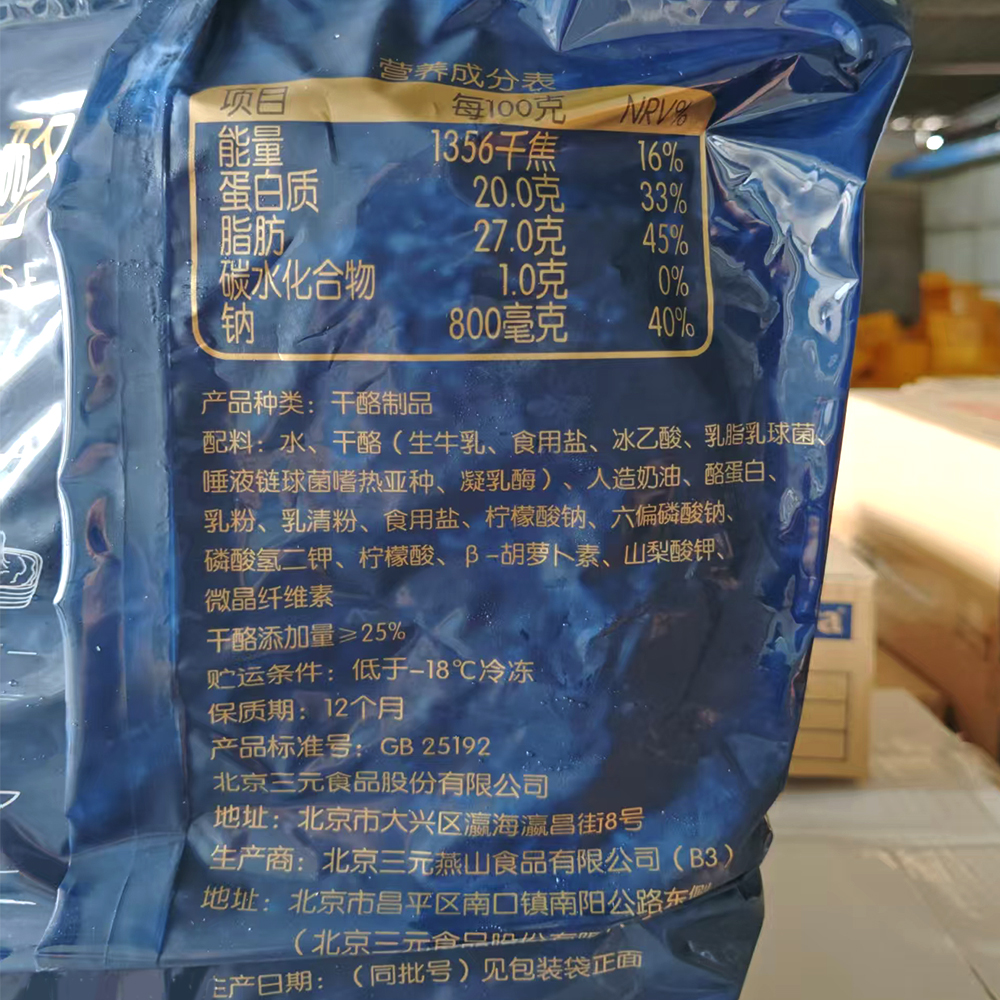 营养成分表
项目 每100克 NRV%
能量 1356千焦 16%
蛋白质 20.0克 33%
脂肪 27.0克 45%
碳水化合物 1.0克 0%
钠 800毫克 40%
产品种类：干酪制品
配料：水、干酪（生牛乳、食用盐、冰乙酸、乳脂乳球菌、
唾液链球菌嗜热亚种、凝乳酶）、人造奶油、酪蛋白、
乳粉、乳清粉、食用盐、柠檬酸钠、六偏磷酸钠、
磷酸氢二钾、柠檬酸、β-胡萝卜素、山梨酸钾、
微晶纤维素
干酪添加量≥25%
贮运条件：低于-18℃冷冻
保质期：12个月
产品标准号：GB 25192
北京三元食品股份有限公司
地址：北京市大兴区瀛海瀛昌街8号
生产商：北京三元燕山食品有限公司（B3）
地址：北京市昌平区南口镇南阳公路东侧
（北京三元食品股份有限
生产日期：（同批号）见包装袋正面